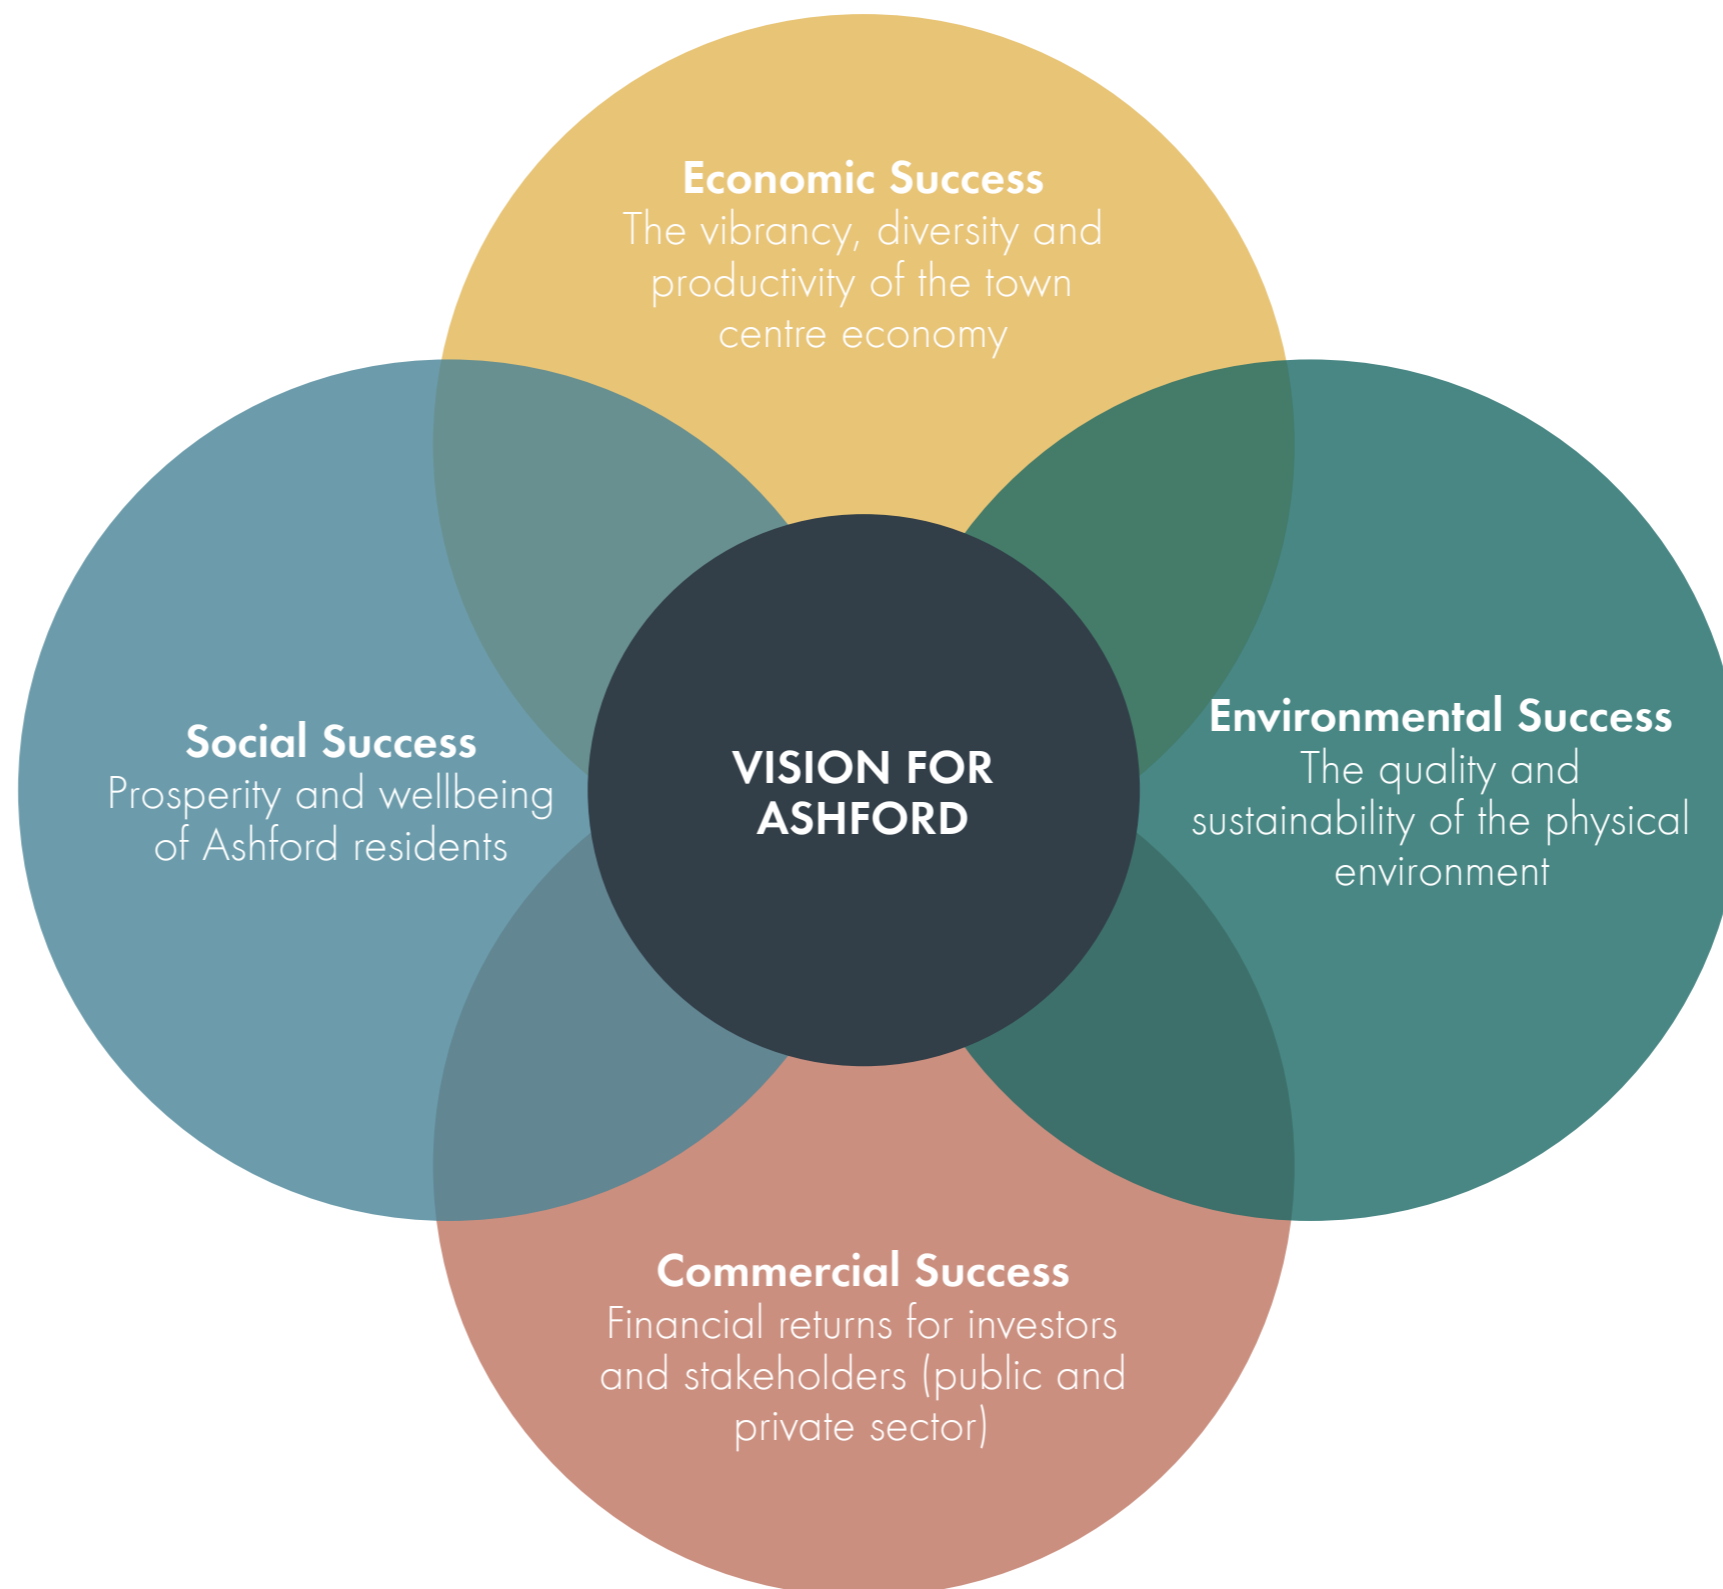 Economic Success
The vibrancy, diversity and
productivity of the town
centre economy
Social Success
Prosperity and wellbeing
of Ashford residents
VISION FOR
ASHFORD
Environmental Success
The quality and
sustainability of the physical
environment
Commercial Success
Financial returns for investors
and stakeholders (public and
private sector)